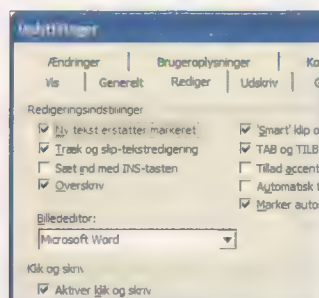 Indstillinger
Ændringer Brugeroplysninger
Vis Generelt Rediger Udskriv
Redigeringsindstillinger
Ny tekst erstatter markeret
Træk og slip-tekstredigering
Sæt ind med INS-tasten
Overskriv
'Smart' klip o
TAB og TILB
Tillad accent
Automatisk t
Marker auto
Billededitor:
Microsoft Word
Klik og skriv
Aktiver klik og skriv